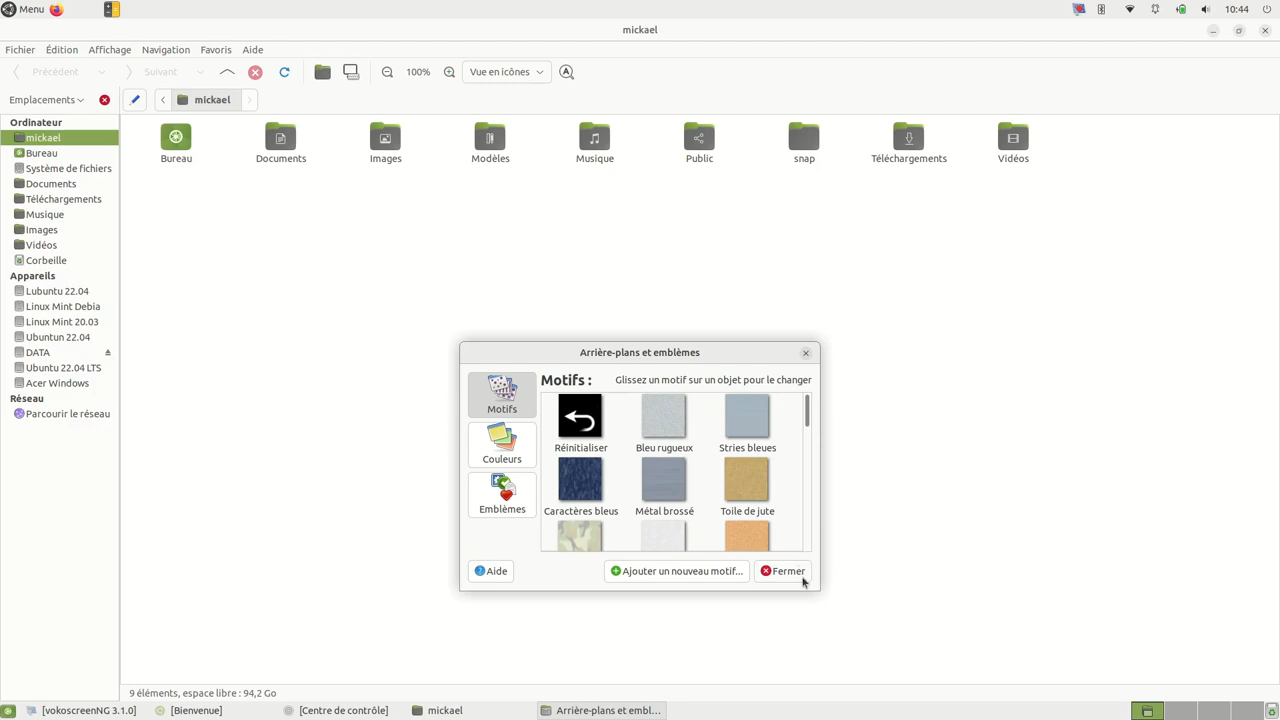 Menu 10:44
mickael
Fichier Édition Affichage Navigation Favoris Aide
Précédent Suivant 100% Vue en icônes
Emplacements mickael
Ordinateur
mickael
Bureau
Système de fichiers
Documents
Téléchargements
Musique
Images
Vidéos
Corbeille
Appareils
Lubuntu 22.04
Linux Mint Debia
Linux Mint 20.03
Ubuntun 22.04
DATA
Ubuntu 22.04 LTS
Acer Windows
Réseau
Parcourir le réseau
Bureau Documents Images Modèles Musique Public snap Téléchargements Vidéos
Arrière-plans et emblèmes
Motifs
Couleurs
Emblèmes
Motifs : Glissez un motif sur un objet pour le changer
Réinitialiser Bleu rugueux Stries bleues
Caractères bleus Métal brossé Toile de jute
Aide Ajouter un nouveau motif... Fermer
9 éléments, espace libre : 94,2 Go
[vokoscreenNG 3.1.0] [Bienvenue] [Centre de contrôle] mickael Arrière-plans et embl...